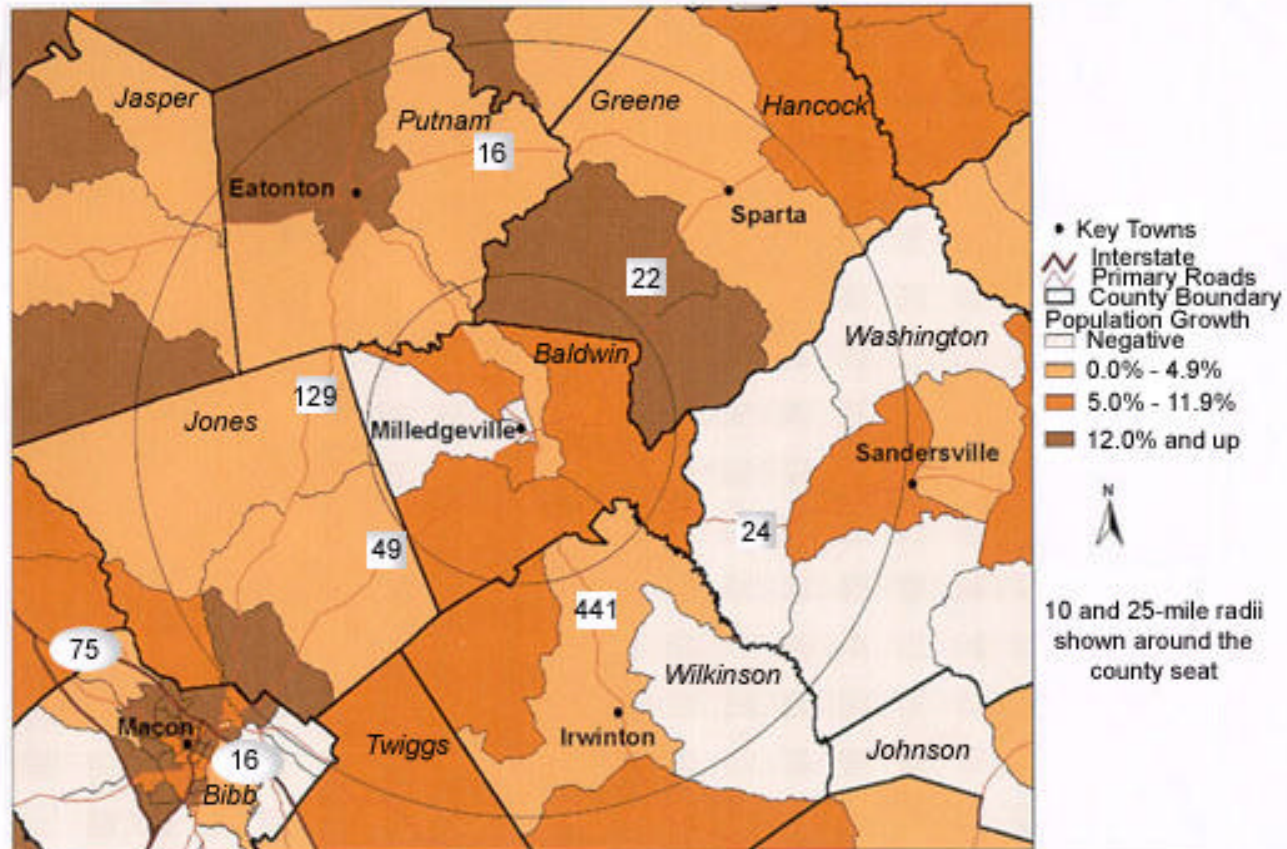 Jasper
Greene
Hancock
Putnam
16
Eatonton
Sparta
Key Towns
Interstate
Primary Roads
County Boundary
Population Growth
Negative
0.0% - 4.9%
5.0% - 11.9%
12.0% and up
22
Washington
Baldwin
129
Jones
Milledgeville
Sandersville
N
24
49
441
10 and 25-mile radii
shown around the
county seat
75
Wilkinson
Macon
Irwinton
Twiggs
Johnson
16
Bibb